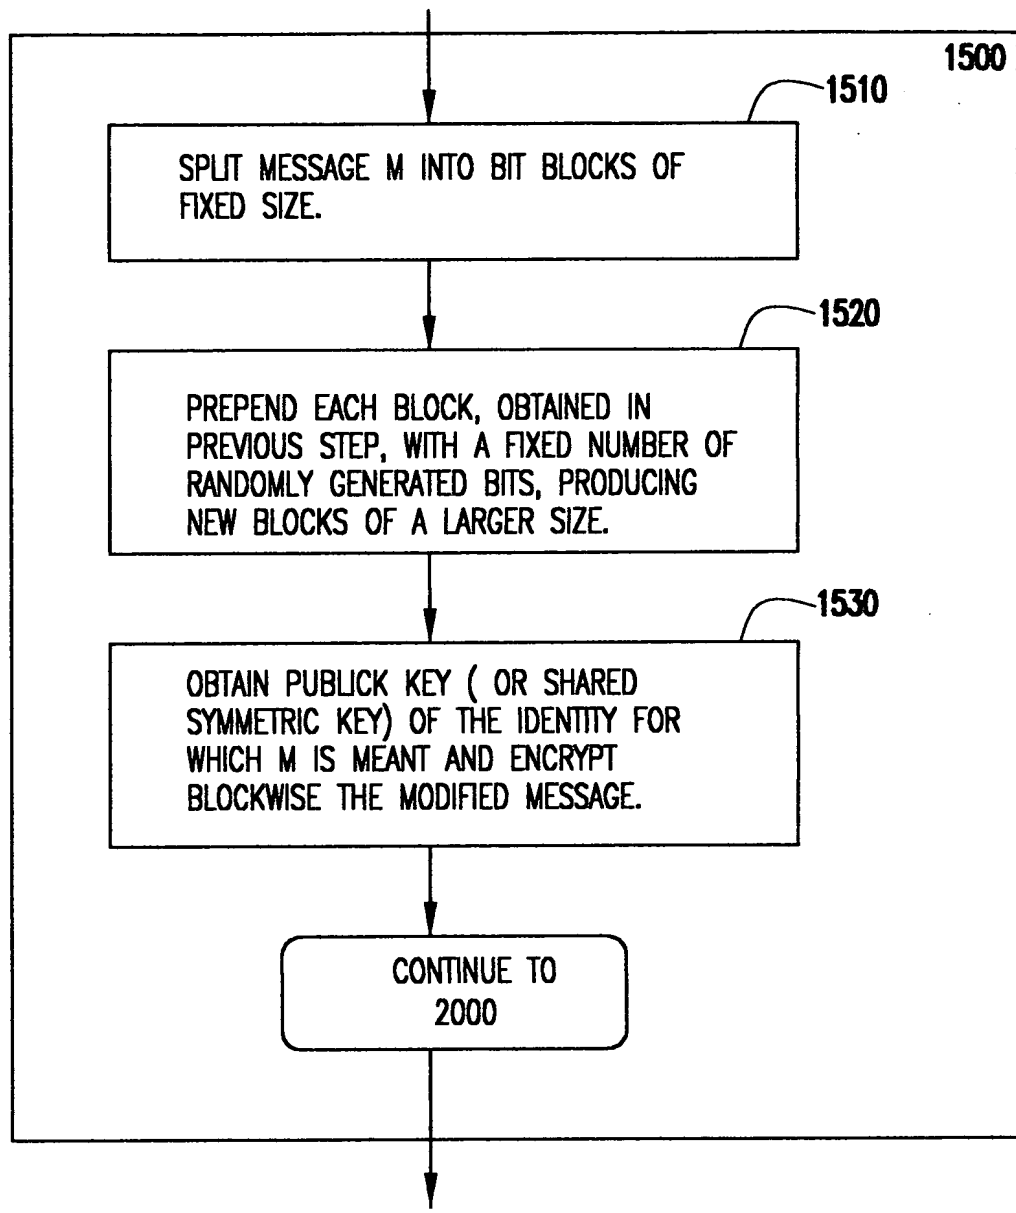 1500
1510
SPLIT MESSAGE M INTO BIT BLOCKS OF
FIXED SIZE.
1520
PREPEND EACH BLOCK, OBTAINED IN
PREVIOUS STEP, WITH A FIXED NUMBER OF
RANDOMLY GENERATED BITS, PRODUCING
NEW BLOCKS OF A LARGER SIZE.
1530
OBTAIN PUBLICK KEY ( OR SHARED
SYMMETRIC KEY) OF THE IDENTITY FOR
WHICH M IS MEANT AND ENCRYPT
BLOCKWISE THE MODIFIED MESSAGE.
CONTINUE TO
2000